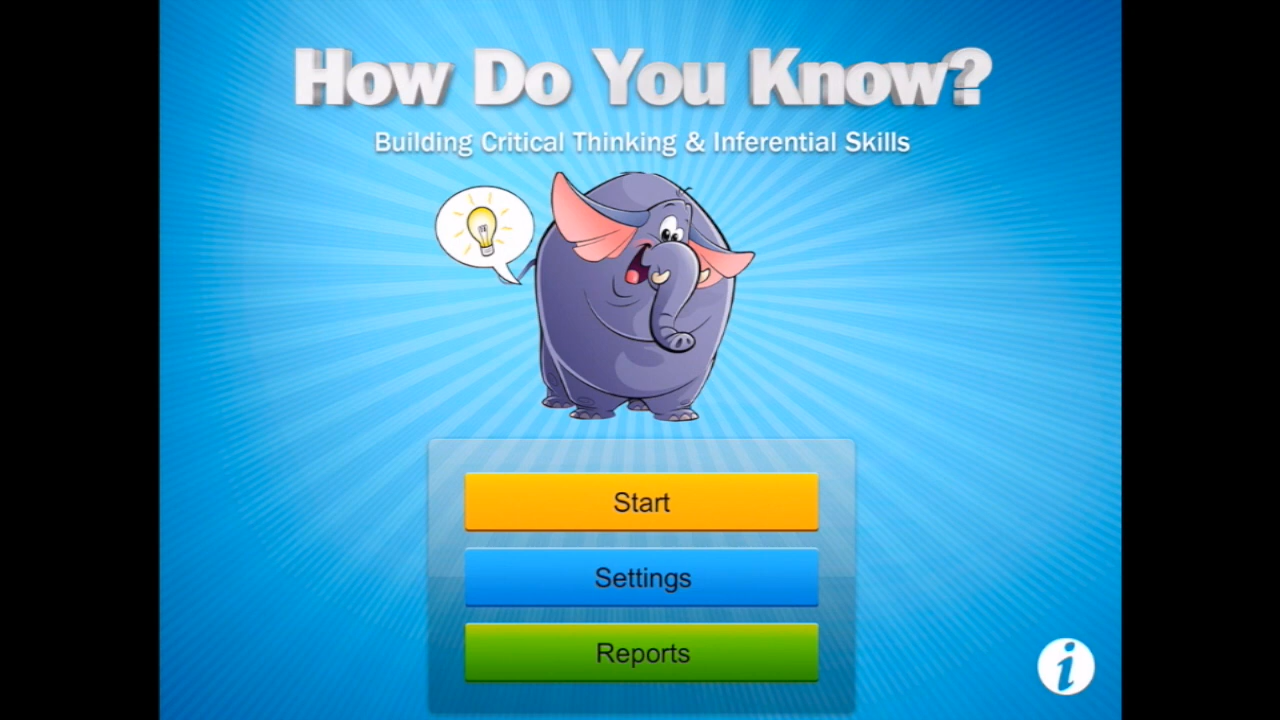 How Do You Know?
Building Critical Thinking & Inferential Skills
Start
Settings
Reports
i